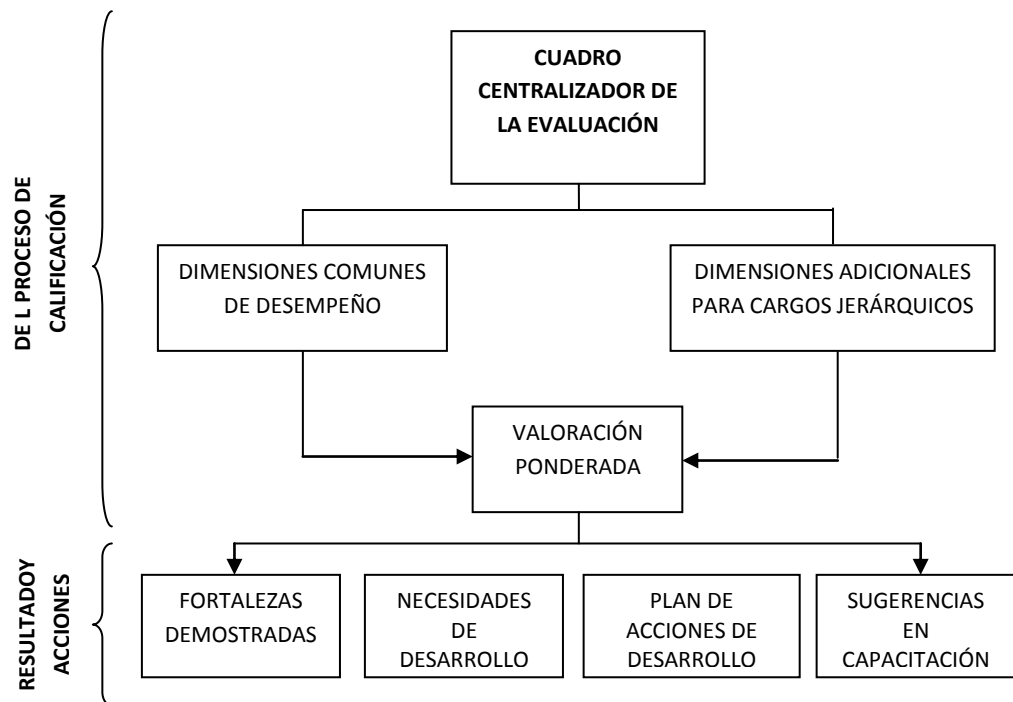 CUADRO
CENTRALIZADOR DE
LA EVALUACIÓN
DE L PROCESO DE
CALIFICACIÓN
DIMENSIONES COMUNES
DE DESEMPEÑO
DIMENSIONES ADICIONALES
PARA CARGOS JERÁRQUICOS
VALORACIÓN
PONDERADA
RESULTADOY
ACCIONES
FORTALEZAS
DEMOSTRADAS
NECESIDADES
DE
DESARROLLO
PLAN DE
ACCIONES DE
DESARROLLO
SUGERENCIAS
EN
CAPACITACIÓN